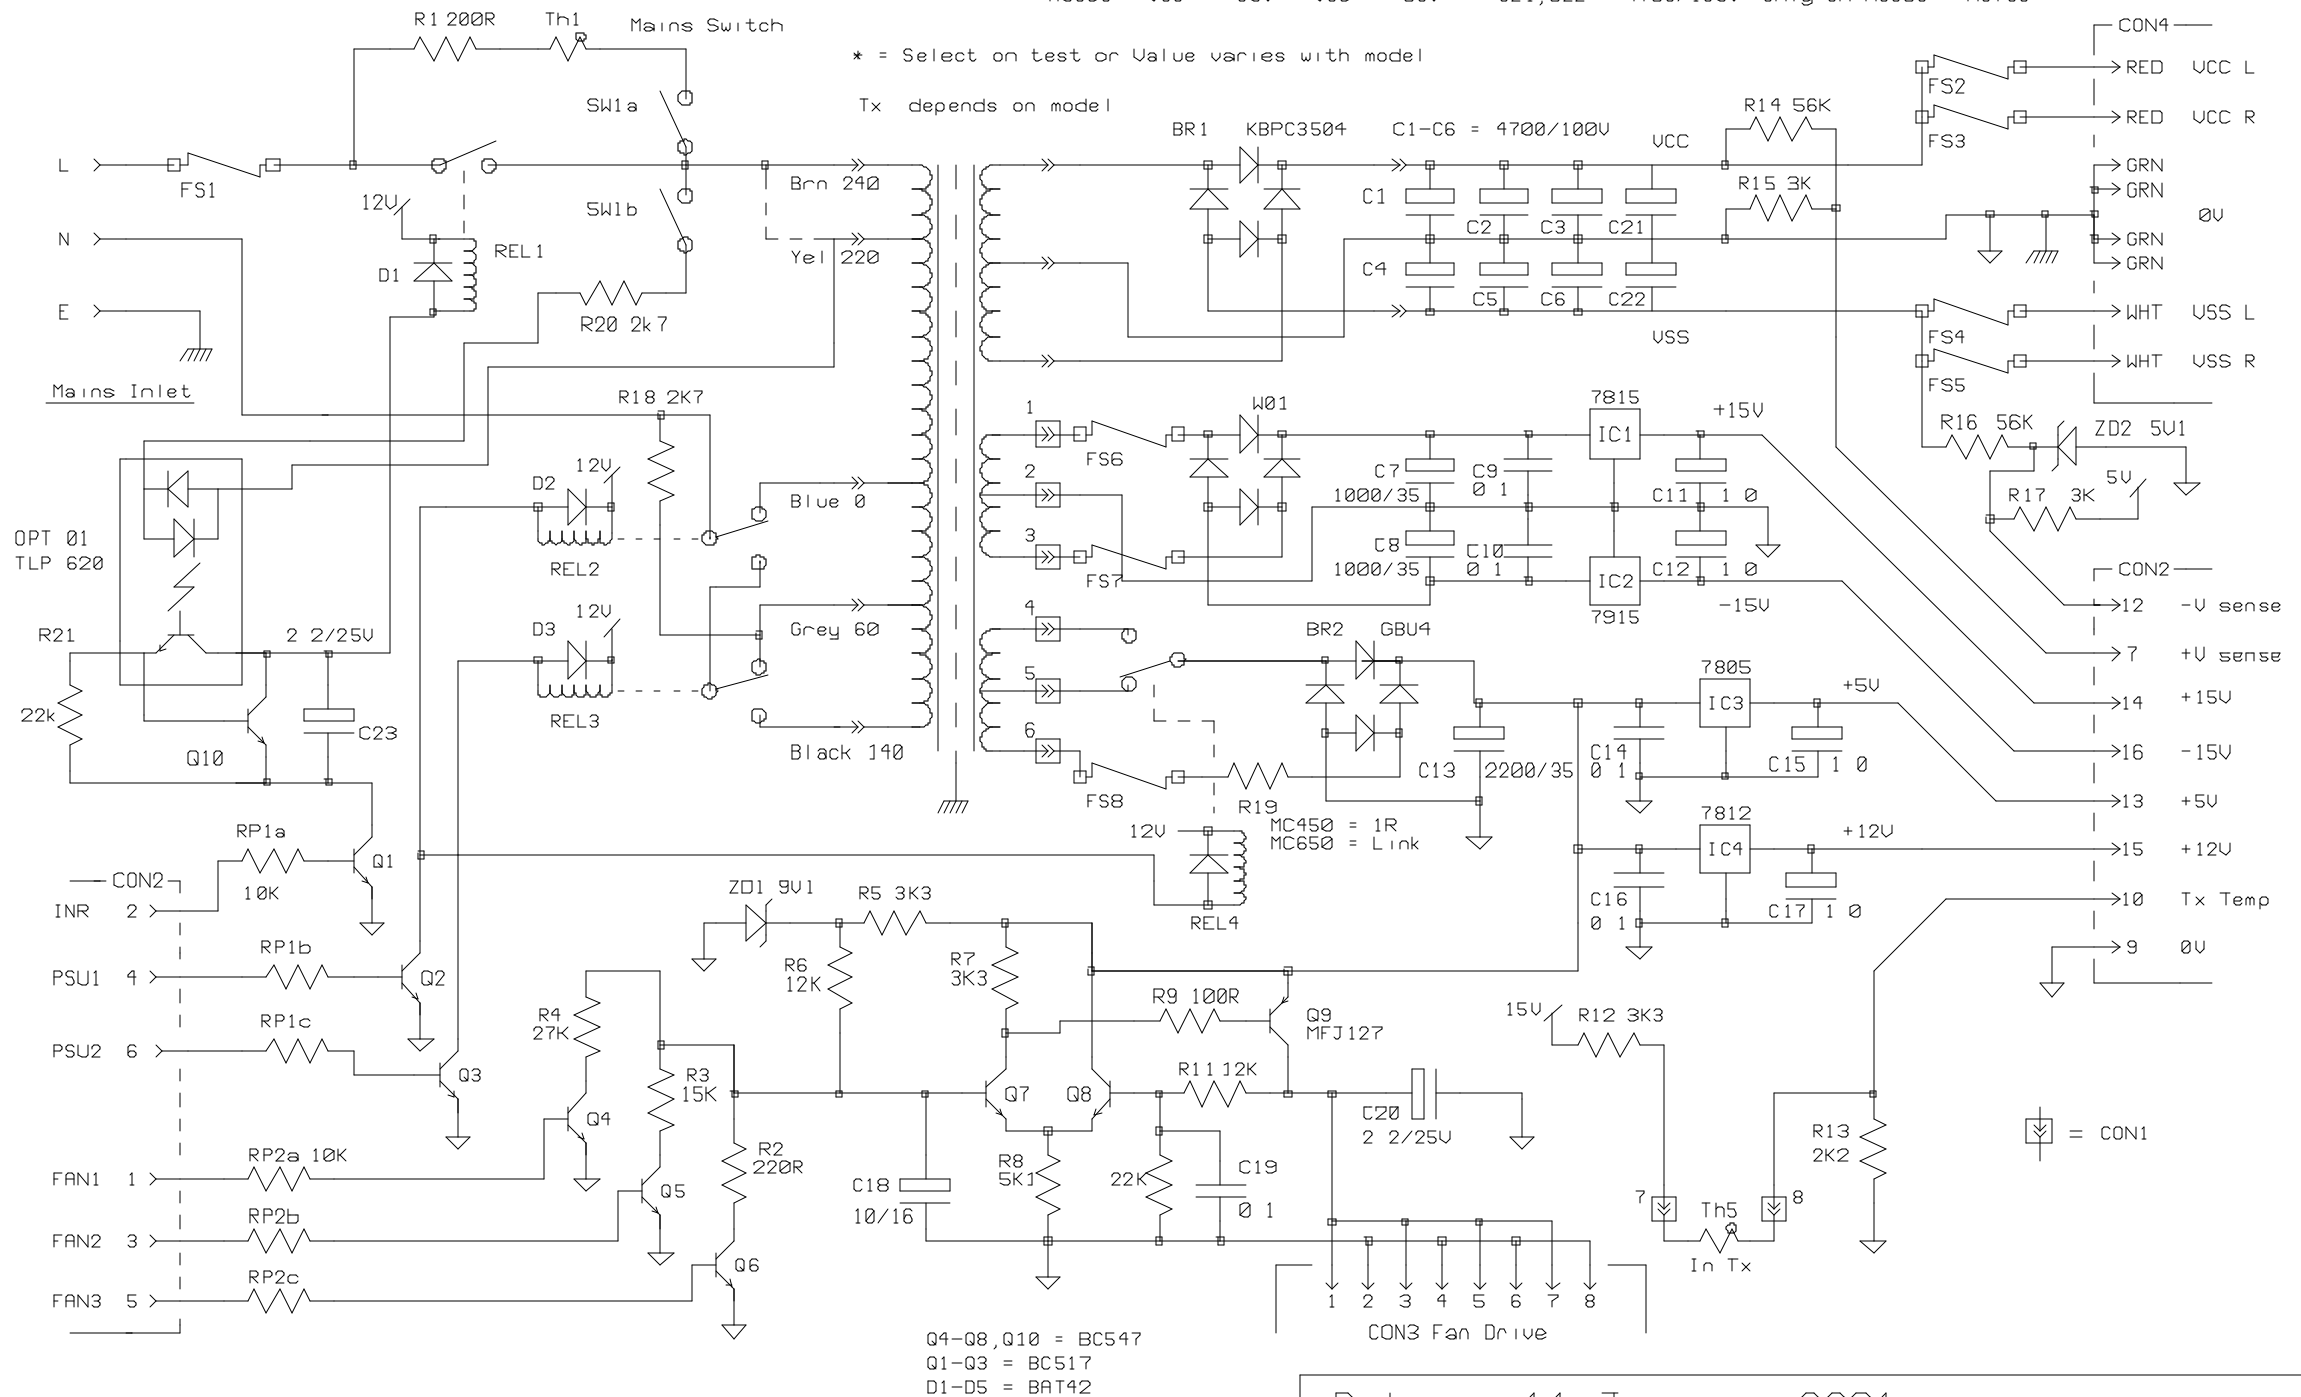 R1 200R
Th1
Mains Switch
* = Select on test or Value varies with model
Tx depends on model
CON4
RED VCC L
FS2
RED VCC R
FS3
GRN
GRN
0V
GRN
GRN
WHT VSS L
FS4
WHT VSS R
FS5
L
FS1
SW1a
SW1b
12V
REL1
D1
N
E
Mains Inlet
R20 2k7
Brn 240
Yel 220
BR1 KBPC3504
C1-C6 = 4700/100V
VCC
R14 56K
R15 3K
C1
C2
C3
C21
C4
C5
C6
C22
VSS
R16 56K
ZD2 5V1
5V
R17 3K
R18 2K7
D2
12V
REL2
Blue 0
D3
12V
REL3
Grey 60
Black 140
OPT 01
TLP 620
R21
22k
2 2/25V
C23
Q10
1
FS6
2
3
FS7
4
5
6
FS8
W01
7815
IC1
+15V
C7
1000/35
C9
0 1
C11 1 0
C8
1000/35
C10
0 1
IC2
7915
C12 1 0
-15V
BR2 GBU4
C13 2200/35
R19
MC450 = 1R
MC650 = Link
12V
REL4
7805
IC3
+5V
C14
0 1
C15 1 0
7812
IC4
+12V
C16
0 1
C17 1 0
CON2
12 -V sense
7 +V sense
14 +15V
16 -15V
13 +5V
15 +12V
10 Tx Temp
9 0V
CON2
INR 2
RP1a
10K
Q1
PSU1 4
RP1b
Q2
PSU2 6
RP1c
Q3
FAN1 1
RP2a 10K
Q4
FAN2 3
RP2b
Q5
FAN3 5
RP2c
Q6
R4
27K
R3
15K
R2
220R
ZD1 9V1
R5 3K3
R6
12K
R7
3K3
R9 100R
Q9
MFJ127
Q7
Q8
R11 12K
C20
2 2/25V
C18
10/16
R8
5K1
22K
C19
0 1
15V
R12 3K3
R13
2K2
7
Th5
8
In Tx
= CON1
1 2 3 4 5 6 7 8
CON3 Fan Drive
Q4-Q8,Q10 = BC547
Q1-Q3 = BC517
D1-D5 = BAT42